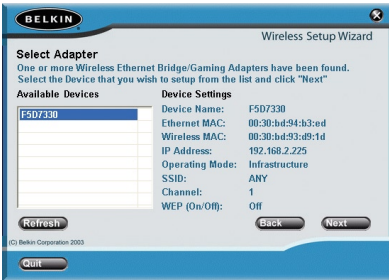 BELKIN
Wireless Setup Wizard
Select Adapter
One or more Wireless Ethernet Bridge/Gaming Adapters have been found.
Select the Device that you wish to setup from the list and click "Next"
Available Devices
F5D7330
Device Settings
Device Name: F5D7330
Ethernet MAC: 00:30:bd:94:b3:ed
Wireless MAC: 00:30:bd:93:d9:1d
IP Address: 192.168.2.225
Operating Mode: Infrastructure
SSID: ANY
Channel: 1
WEP (On/Off): Off
Refresh
Back
Next
(C) Belkin Corporation 2003
Quit